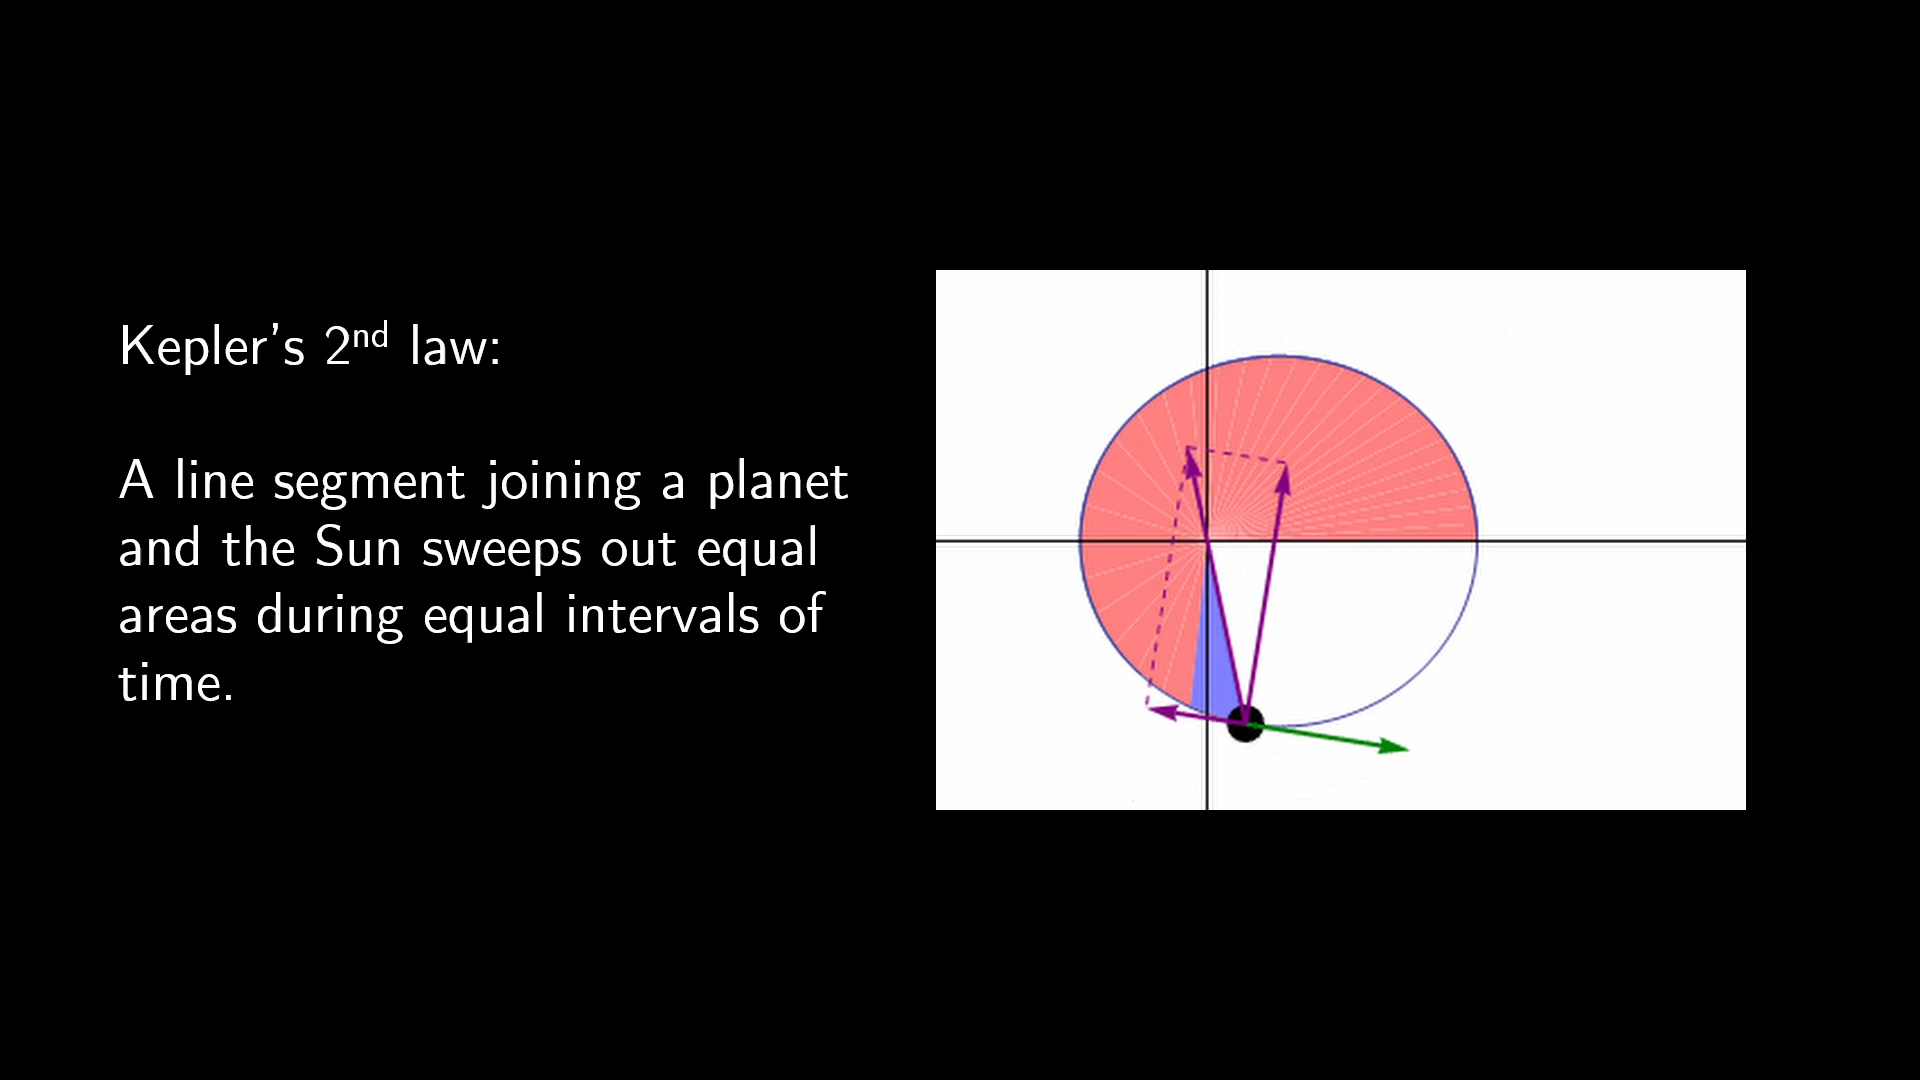 Kepler's 2nd law:
A line segment joining a planet
and the Sun sweeps out equal
areas during equal intervals of
time.